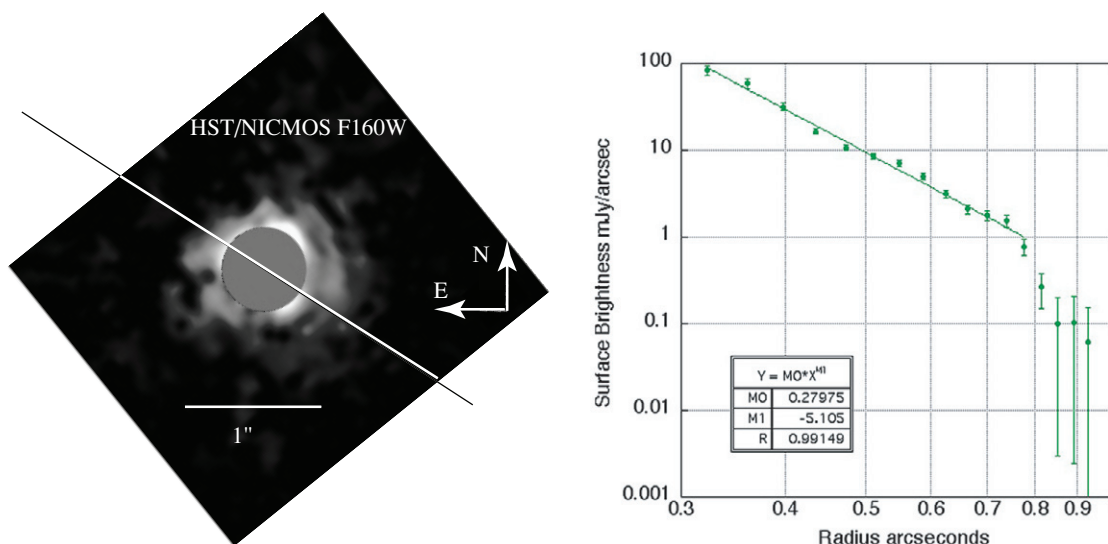 HST/NICMOS F160W
N
E
1"
Surface Brightness mJy/arcsec
100
10
1
0.1
0.01
0.001
Y = M0*X^M1
M0 0.27975
M1 -5.105
R 0.99149
0.3 0.4 0.5 0.6 0.7 0.8 0.9
Radius arcseconds